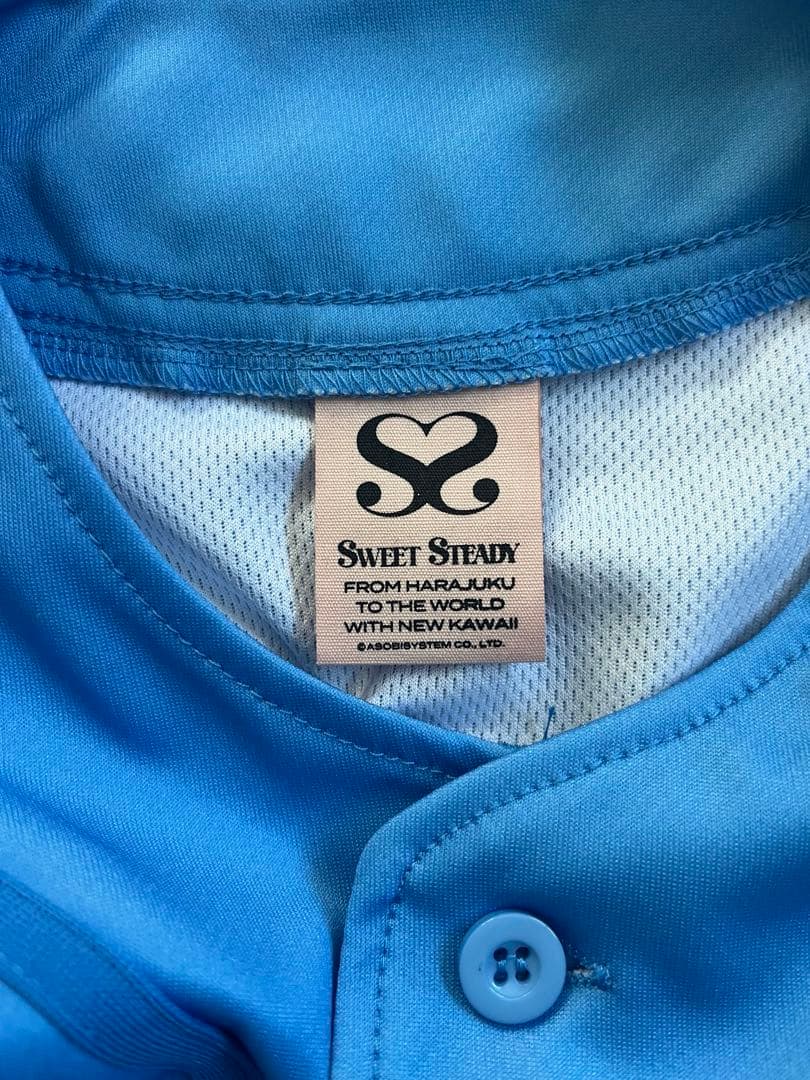 SWEET STEADY
FROM HARAJUKU
TO THE WORLD
WITH NEW KAWAII
©ASOBISYSTEM CO., LTD.